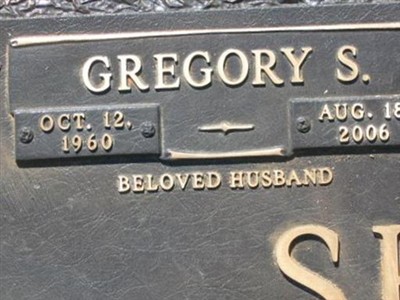 GREGORY S.
OCT. 12,
1960
AUG. 18
2006
BELOVED HUSBAND